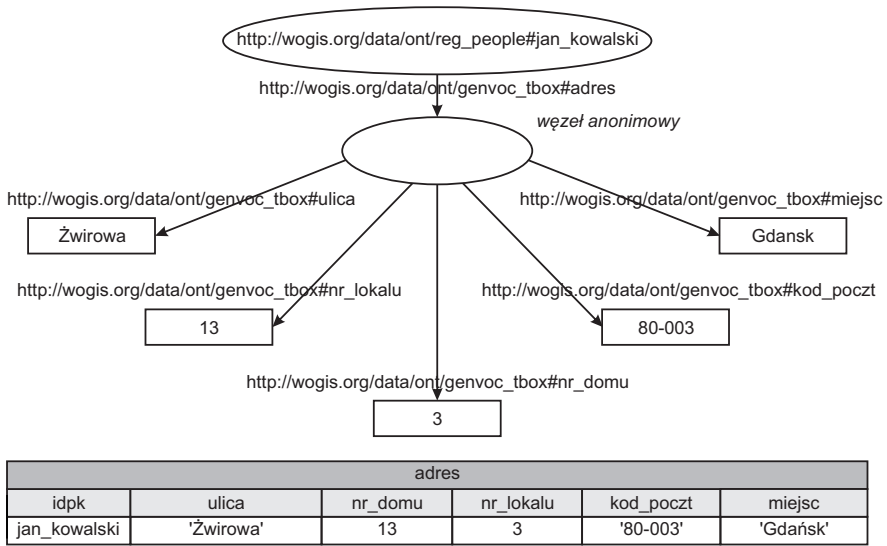 http://wogis.org/data/ont/reg_people#jan_kowalski
http://wogis.org/data/ont/genvoc_tbox#adres
węzeł anonimowy
http://wogis.org/data/ont/genvoc_tbox#ulica
http://wogis.org/data/ont/genvoc_tbox#miejsc
Żwirowa
Gdansk
http://wogis.org/data/ont/genvoc_tbox#nr_lokalu
http://wogis.org/data/ont/genvoc_tbox#kod_poczt
13
80-003
http://wogis.org/data/ont/genvoc_tbox#nr_domu
3
adres
idpk ulica nr_domu nr_lokalu kod_poczt miejsc
jan_kowalski 'Żwirowa' 13 3 '80-003' 'Gdańsk'